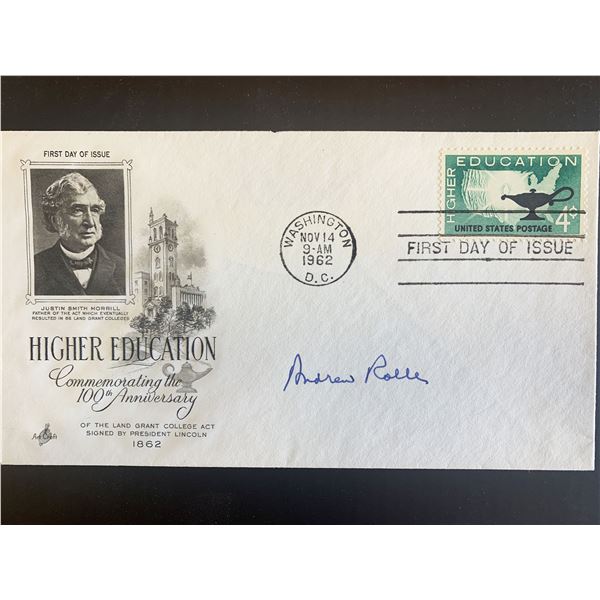 FIRST DAY OF ISSUE
JUSTIN SMITH MORRILL
FATHER OF THE ACT WHICH EVENTUALLY
RESULTED IN 68 LAND GRANT COLLEGES
HIGHER EDUCATION
Commemorating the
100th Anniversary
OF THE LAND GRANT COLLEGE ACT
SIGNED BY PRESIDENT LINCOLN
1862
ArtCraft
WASHINGTON
NOV 14
9-AM
1962
D.C.
HIGHER EDUCATION
4¢
UNITED STATES POSTAGE
FIRST DAY OF ISSUE
Andrew Rolle